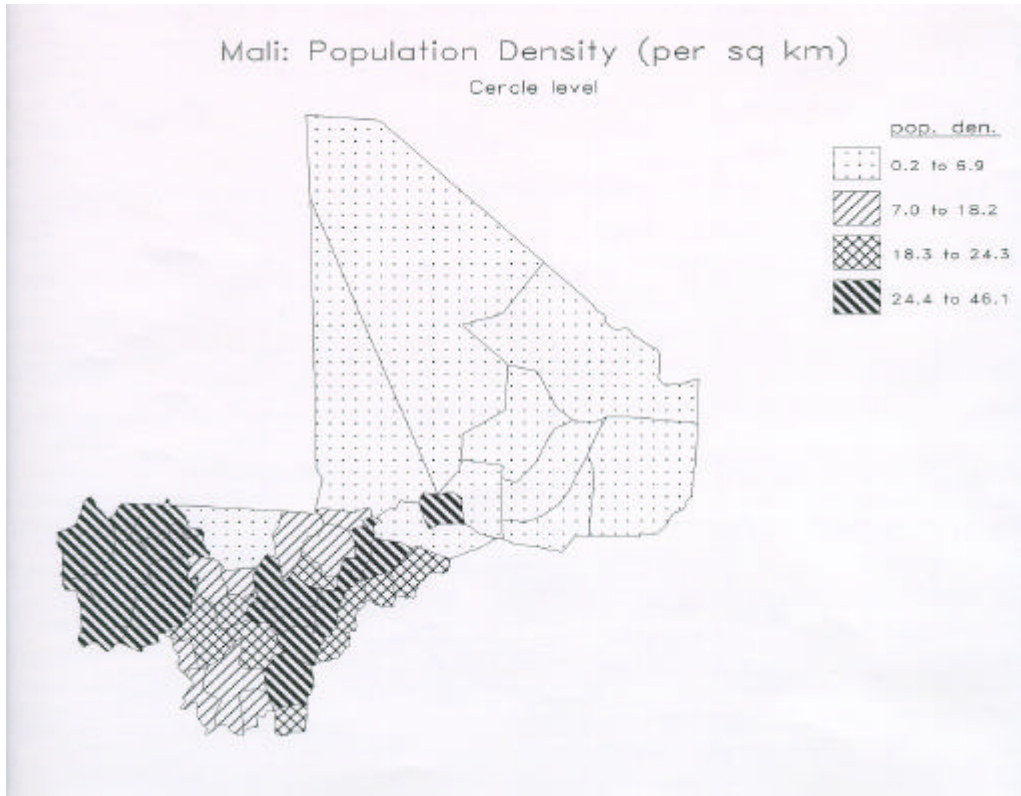 Mali: Population Density (per sq km)
Cercle level
pop. den.
0.2 to 6.9
7.0 to 18.2
18.3 to 24.3
24.4 to 46.1